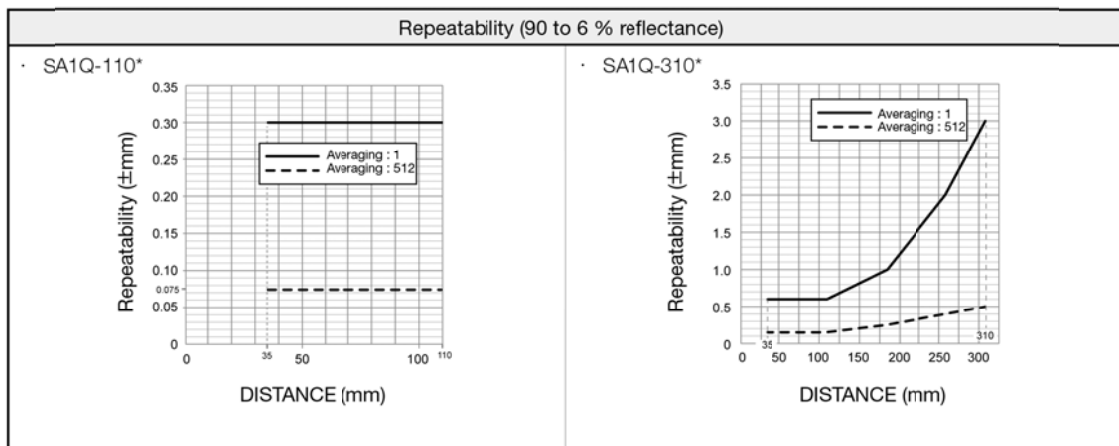 Repeatability (90 to 6 % reflectance)
· SA1Q-110*
0.35
0.30
0.25
0.20
0.15
0.10
0.075
0.05
0
Repeatability (±mm)
Averaging : 1
Averaging : 512
0
35
50
100
110
DISTANCE (mm)
· SA1Q-310*
3.5
3.0
2.5
2.0
1.5
1.0
0.5
0
Repeatability (±mm)
Averaging : 1
Averaging : 512
35
310
0
50
100
150
200
250
300
DISTANCE (mm)